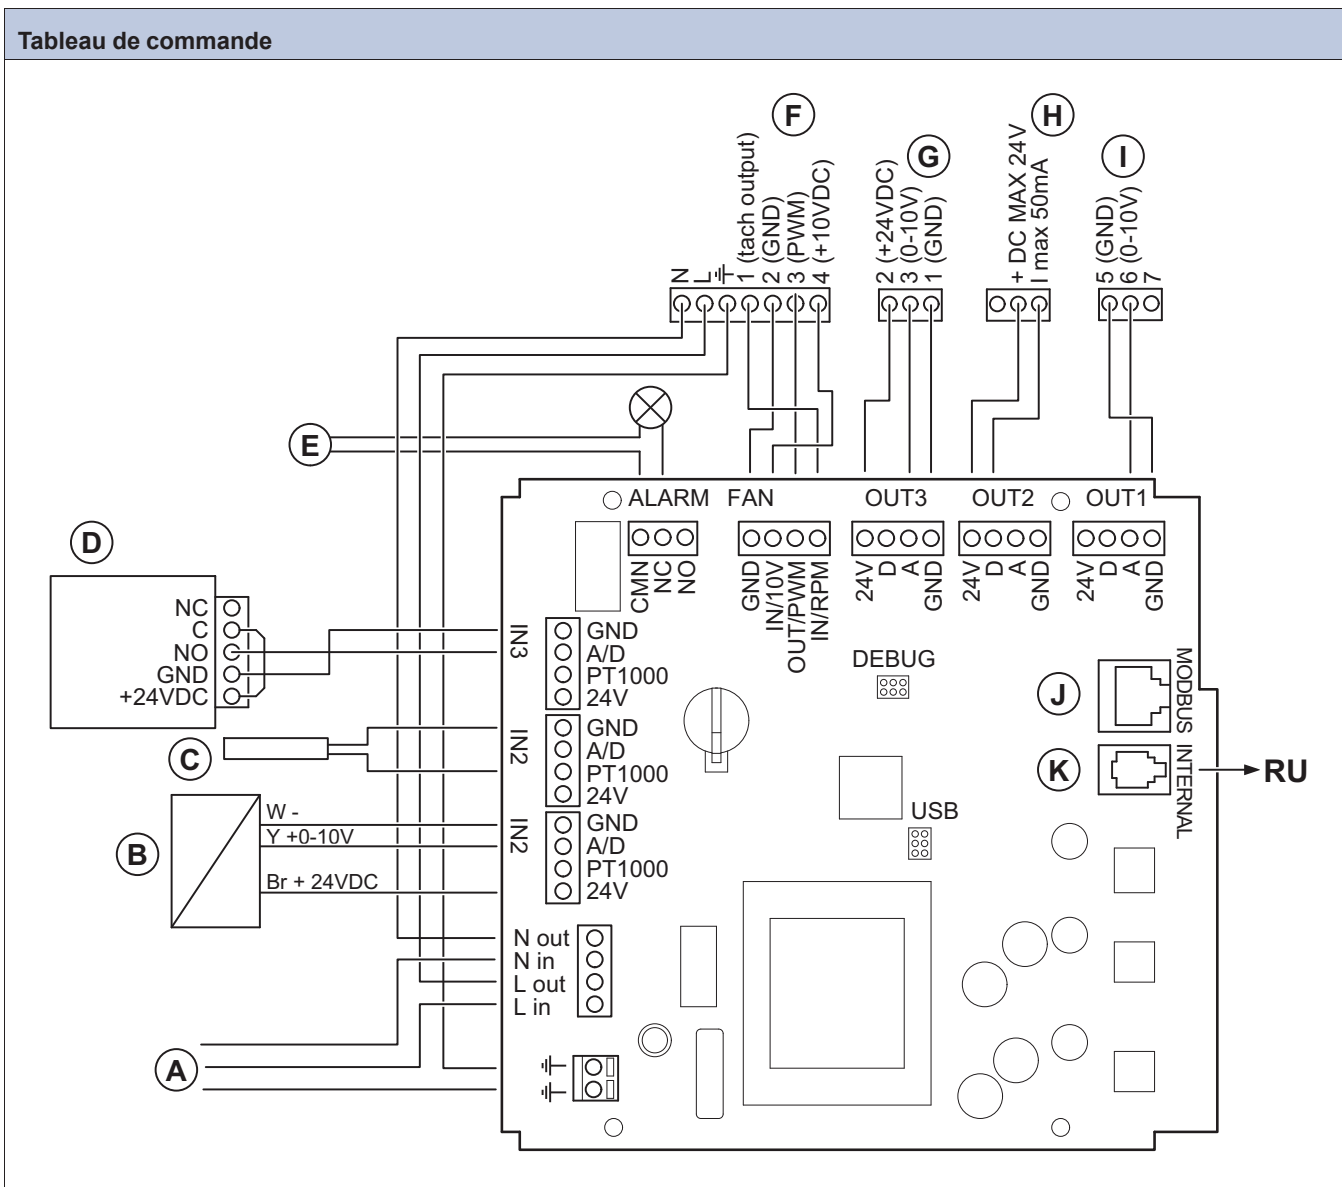 Tableau de commande
F
H
G
I
N
L
1 (tach output)
2 (GND)
3 (PWM)
4 (+10VDC)
2 (+24VDC)
3 (0-10V)
1 (GND)
+ DC MAX 24V
I max 50mA
5 (GND)
6 (0-10V)
7
E
ALARM
FAN
OUT3
OUT2
OUT1
CMN
NC
NO
GND
IN/10V
OUT/PWM
IN/RPM
24V
D
A
GND
24V
D
A
GND
24V
D
A
GND
D
NC
C
NO
GND
+24VDC
IN3
GND
A/D
PT1000
24V
DEBUG
J
MODBUS
C
IN2
GND
A/D
PT1000
24V
K
INTERNAL
RU
B
W -
Y +0-10V
Br + 24VDC
IN2
GND
A/D
PT1000
24V
USB
N out
N in
L out
L in
A